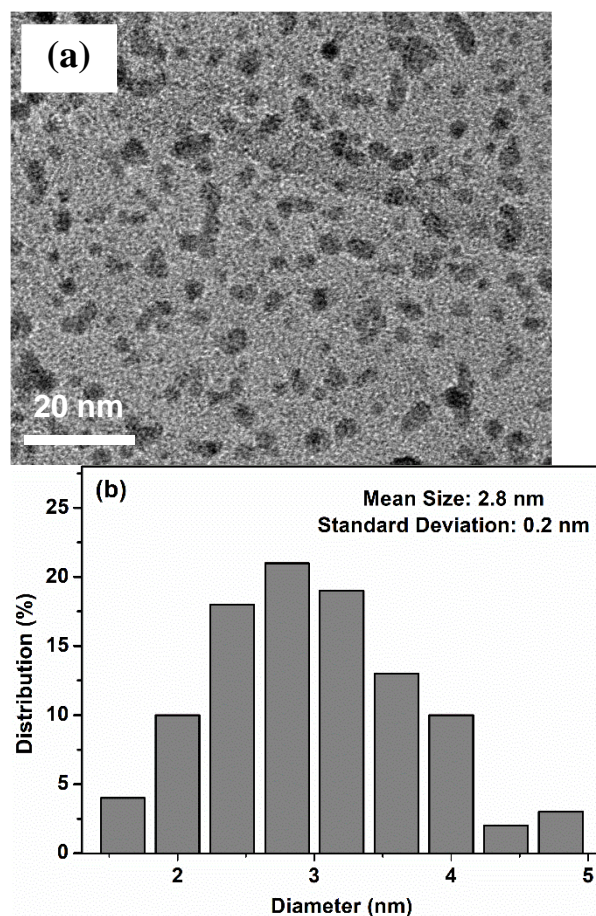 (a)
20 nm
(b)
Mean Size: 2.8 nm
Standard Deviation: 0.2 nm
25
20
15
10
5
0
Distribution (%)
2 3 4 5
Diameter (nm)